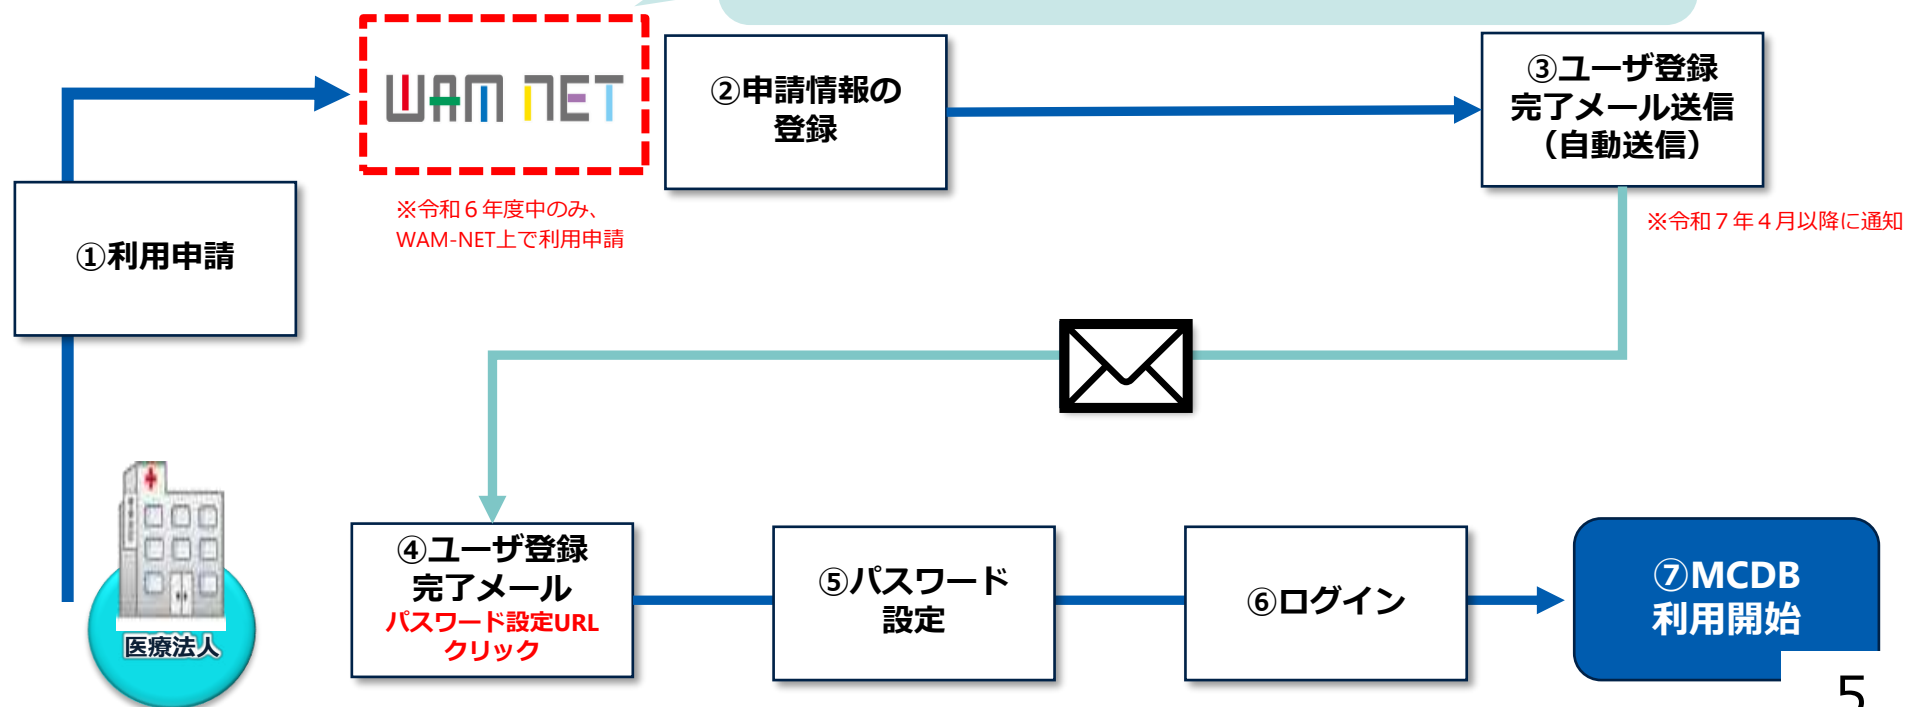 WAM NET
②申請情報の
登録
③ユーザ登録
完了メール送信
（自動送信）
①利用申請
※令和６年度中のみ、
WAM-NET上で利用申請
※令和７年４月以降に通知
医療法人
④ユーザ登録
完了メール
パスワード設定URL
クリック
⑤パスワード
設定
⑥ログイン
⑦MCDB
利用開始
5